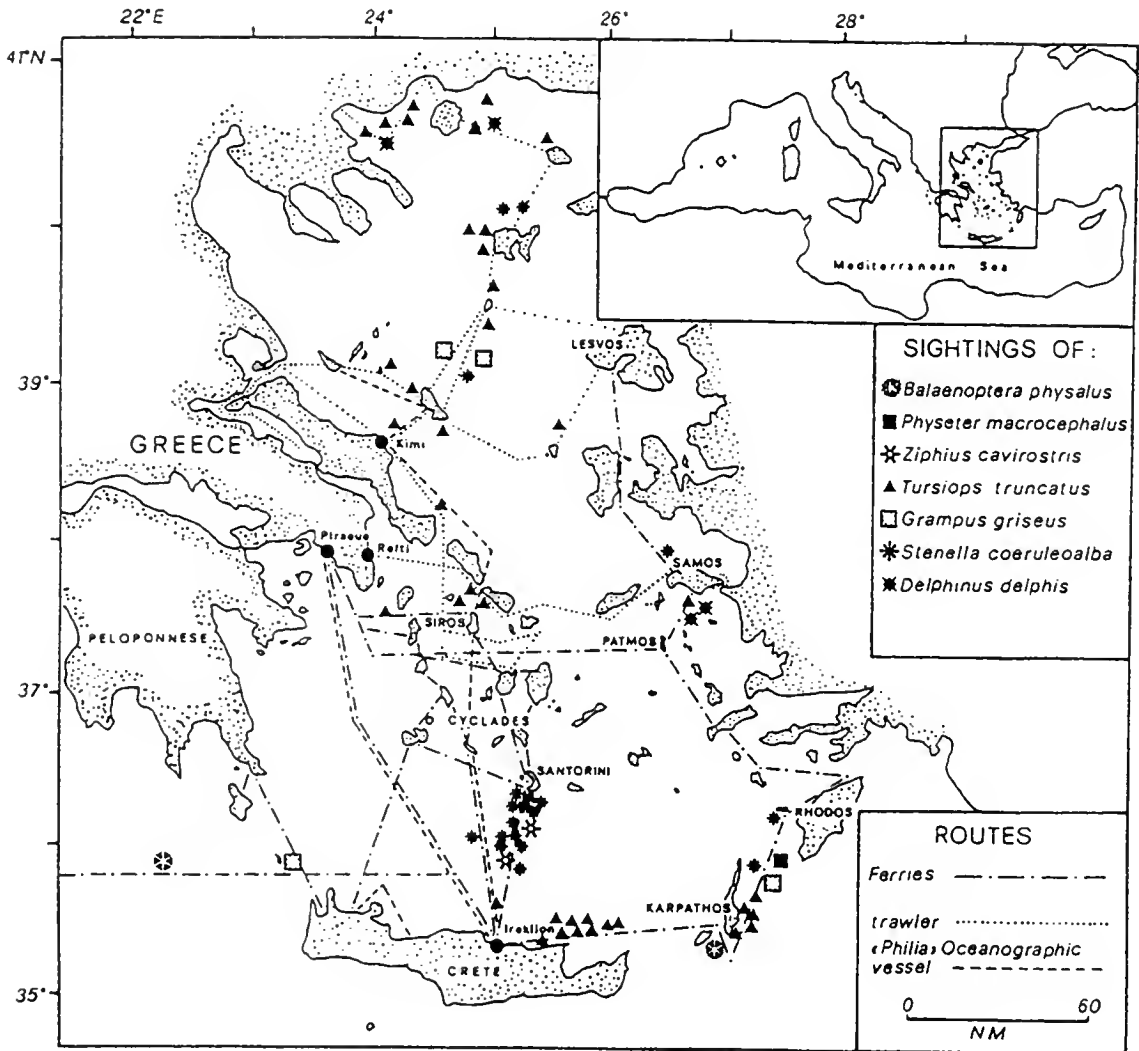 22°E 24° 26° 28°
41°N
39°
37°
35°
Mediterranean Sea
LESVOS
GREECE
Kimi
Piraeus
Rafti
SAMOS
SIROS
PELOPONNESE
PATMOS
CYCLADES
SANTORINI
RHODOS
KARPATHOS
Iraklion
CRETE
SIGHTINGS OF:
Balaenoptera physalus
Physeter macrocephalus
Ziphius cavirostris
Tursiops truncatus
Grampus griseus
Stenella coeruleoalba
Delphinus delphis
ROUTES
Ferries
trawler
‹Philia› Oceanographic
vessel
0 60
NM